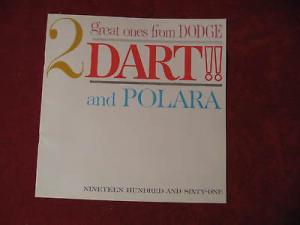 2 great ones from DODGE
DART!!
and POLARA
NINETEEN HUNDRED AND SIXTY-ONE